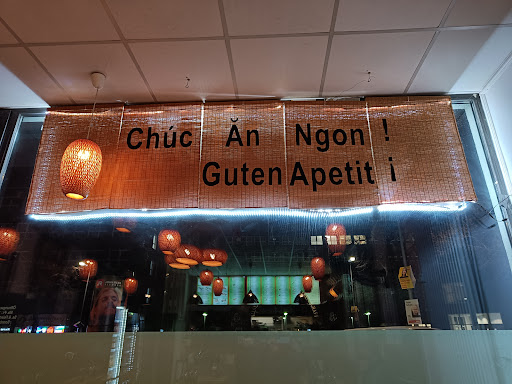 Chúc Ăn Ngon !
Guten Apetit ¡